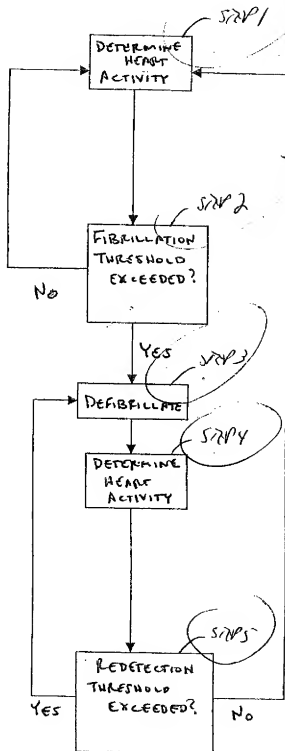 STEP 1
DETERMINE
HEART
ACTIVITY
STEP 2
FIBRILLATION
THRESHOLD
EXCEEDED?
NO
YES
STEP 3
DEFIBRILLATE
STEP 4
DETERMINE
HEART
ACTIVITY
STEP 5
REDETECTION
THRESHOLD
EXCEEDED?
YES
NO